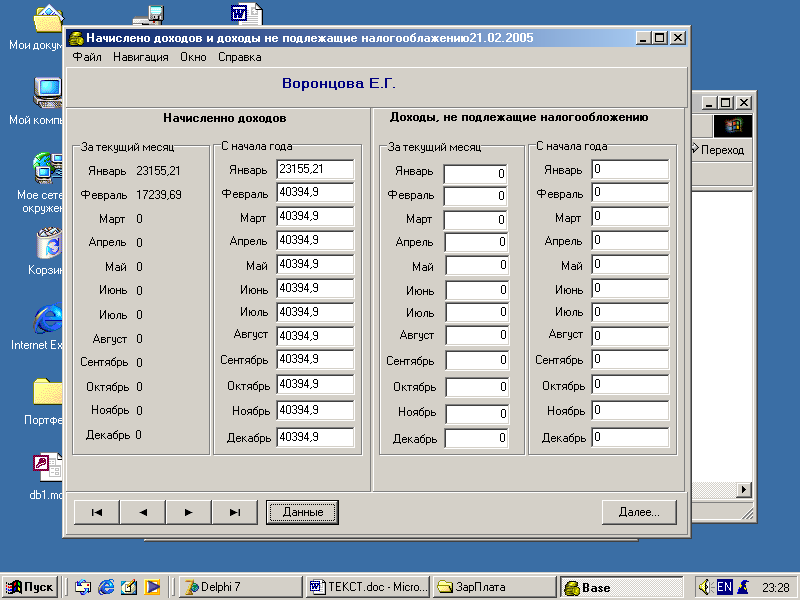 Начислено доходов и доходы не подлежащие налогооблажению21.02.2005
Файл Навигация Окно Справка
Воронцова Е.Г.
Начисленно доходов
Доходы, не подлежащие налогообложению
За текущий месяц
Январь 23155,21
Февраль 17239,69
Март 0
Апрель 0
Май 0
Июнь 0
Июль 0
Август 0
Сентябрь 0
Октябрь 0
Ноябрь 0
Декабрь 0
С начала года
Январь 23155,21
Февраль 40394,9
Март 40394,9
Апрель 40394,9
Май 40394,9
Июнь 40394,9
Июль 40394,9
Август 40394,9
Сентябрь 40394,9
Октябрь 40394,9
Ноябрь 40394,9
Декабрь 40394,9
За текущий месяц
Январь 0
Февраль 0
Март 0
Апрель 0
Май 0
Июнь 0
Июль 0
Август 0
Сентябрь 0
Октябрь 0
Ноябрь 0
Декабрь 0
С начала года
Январь 0
Февраль 0
Март 0
Апрель 0
Май 0
Июнь 0
Июль 0
Август 0
Сентябрь 0
Октябрь 0
Ноябрь 0
Декабрь 0
Данные
Далее...
Переход
Мои
Мой
Мое
Internet
Пуск
Delphi 7
ТЕКСТ.doc - Micro...
ЗарПлата
Base
EN
23:28